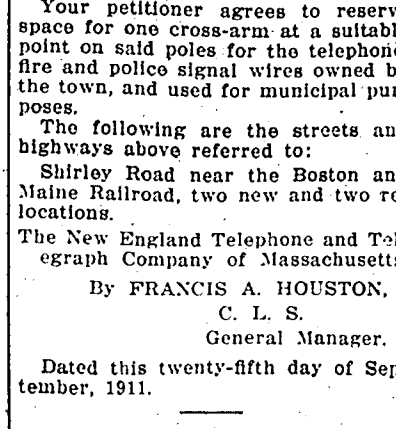 Your petitioner agrees to reserv
space for one cross-arm at a suitabl
point on said poles for the telephon
fire and police signal wires owned b
the town, and used for municipal pur
poses.
The following are the streets an
highways above referred to:
Shirley Road near the Boston an
Maine Railroad, two new and two re
locations.
The New England Telephone and Tel
egraph Company of Massachusetts
By FRANCIS A. HOUSTON,
C. L. S.
General Manager.
Dated this twenty-fifth day of Sep
tember, 1911.